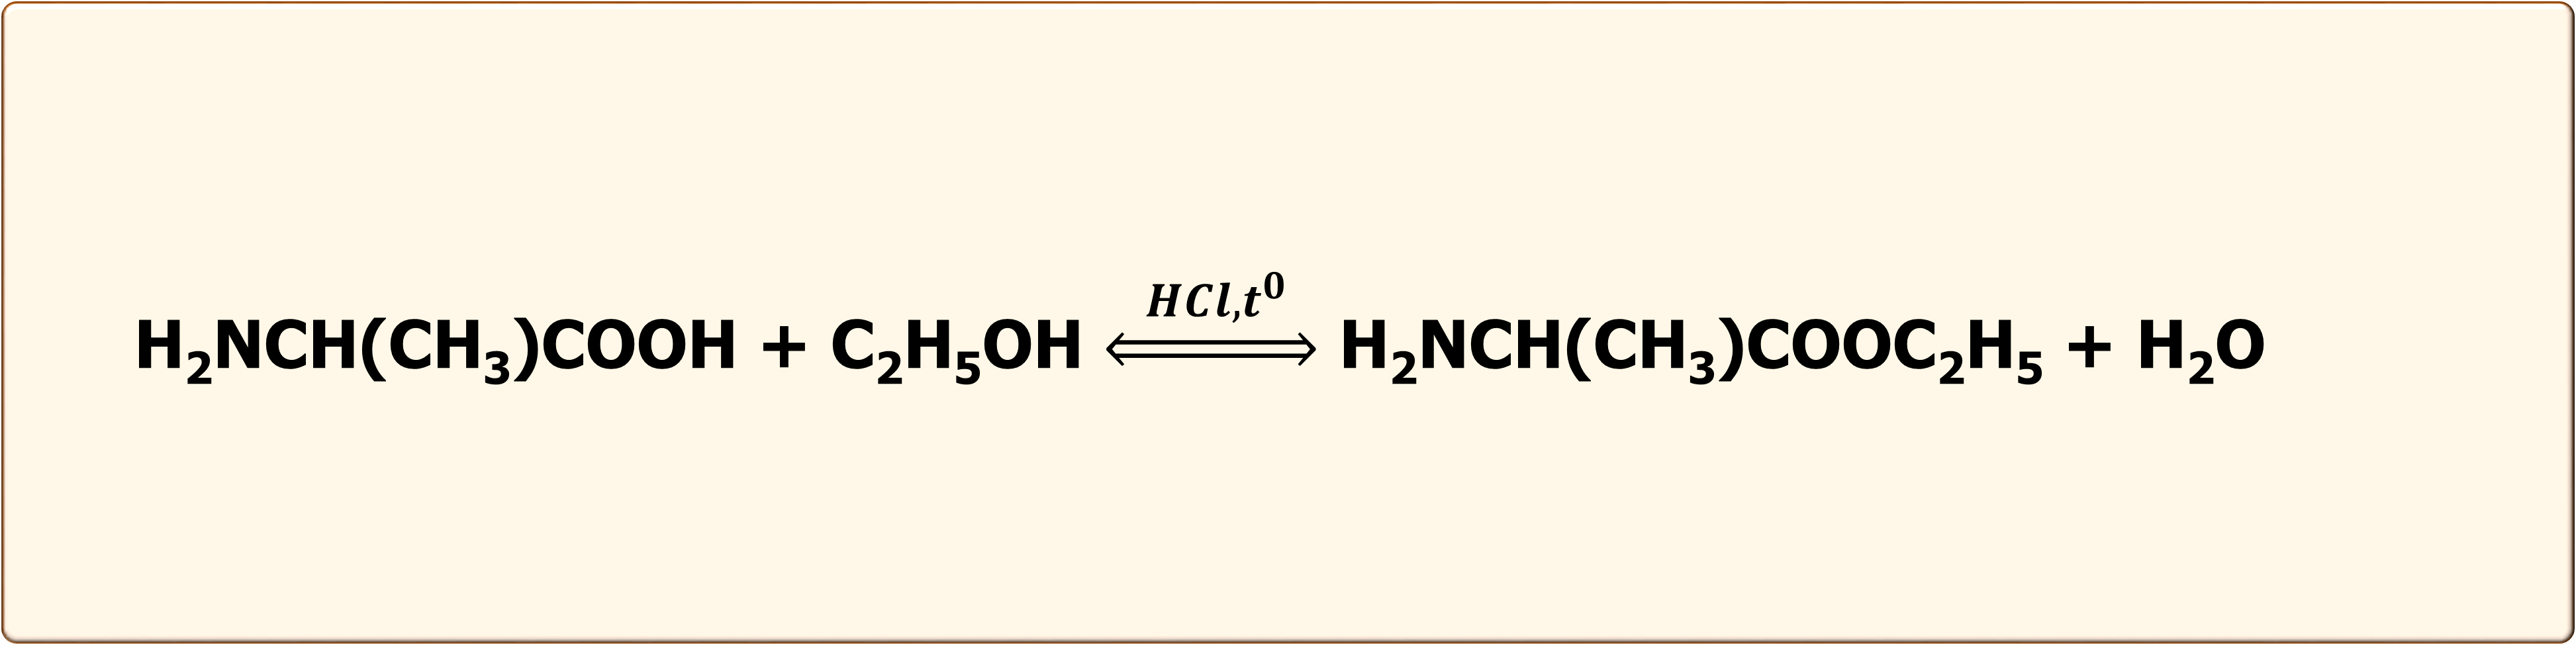 H₂NCH(CH₃)COOH + C₂H₅OH ⟺ H₂NCH(CH₃)COOC₂H₅ + H₂O
HCl,t⁰